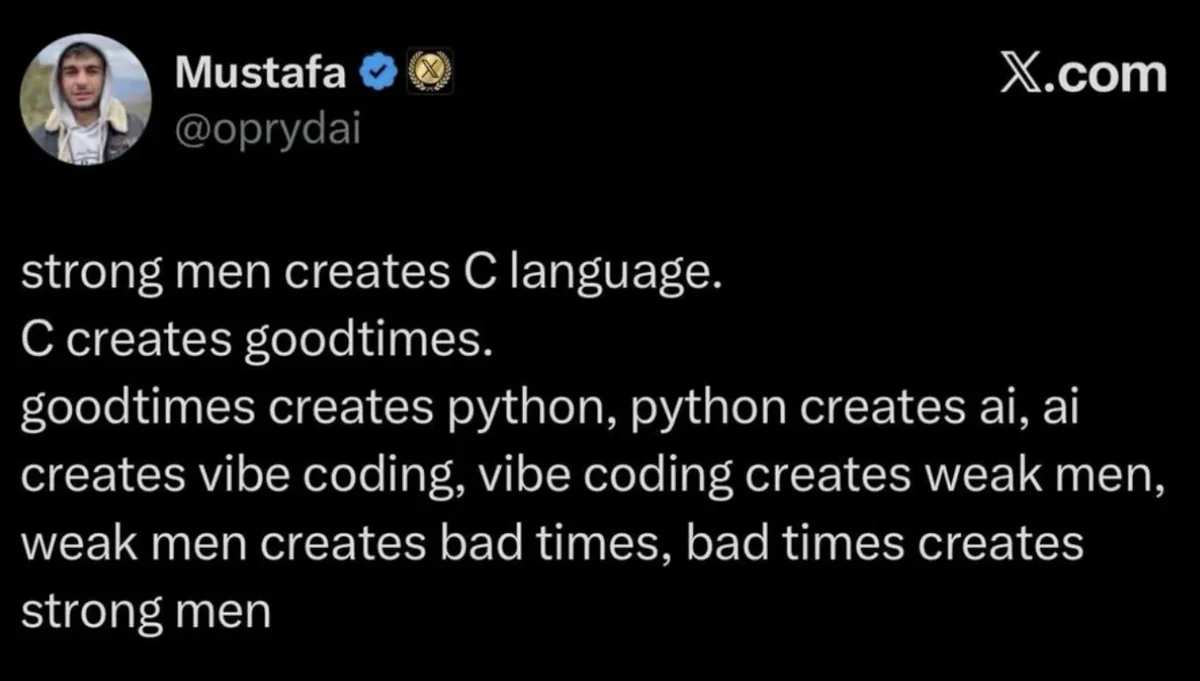 Mustafa
@oprydai
X.com
strong men creates C language.
C creates goodtimes.
goodtimes creates python, python creates ai, ai
creates vibe coding, vibe coding creates weak men,
weak men creates bad times, bad times creates
strong men